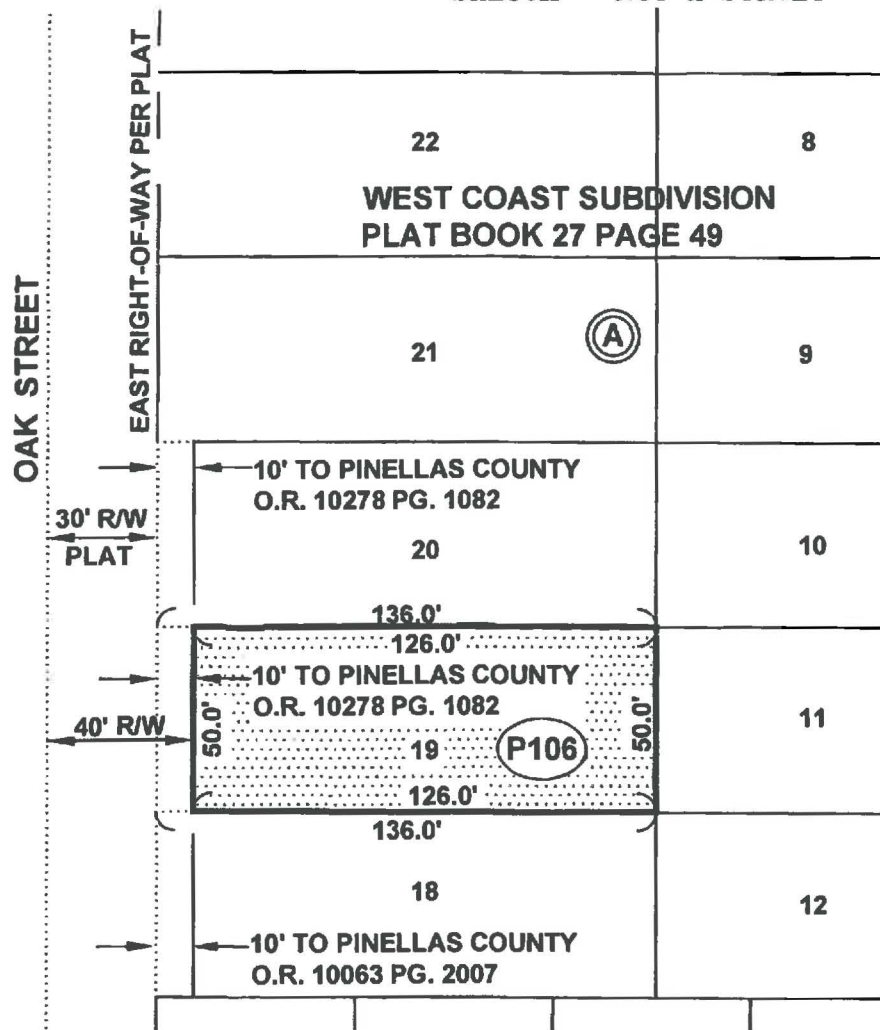 22
8
WEST COAST SUBDIVISION
PLAT BOOK 27 PAGE 49
EAST RIGHT-OF-WAY PER PLAT
OAK STREET
21
A
9
10' TO PINELLAS COUNTY
O.R. 10278 PG. 1082
30' R/W
PLAT
20
10
136.0'
126.0'
10' TO PINELLAS COUNTY
O.R. 10278 PG. 1082
40' R/W
50.0'
19
P106
50.0'
11
126.0'
136.0'
18
12
10' TO PINELLAS COUNTY
O.R. 10063 PG. 2007